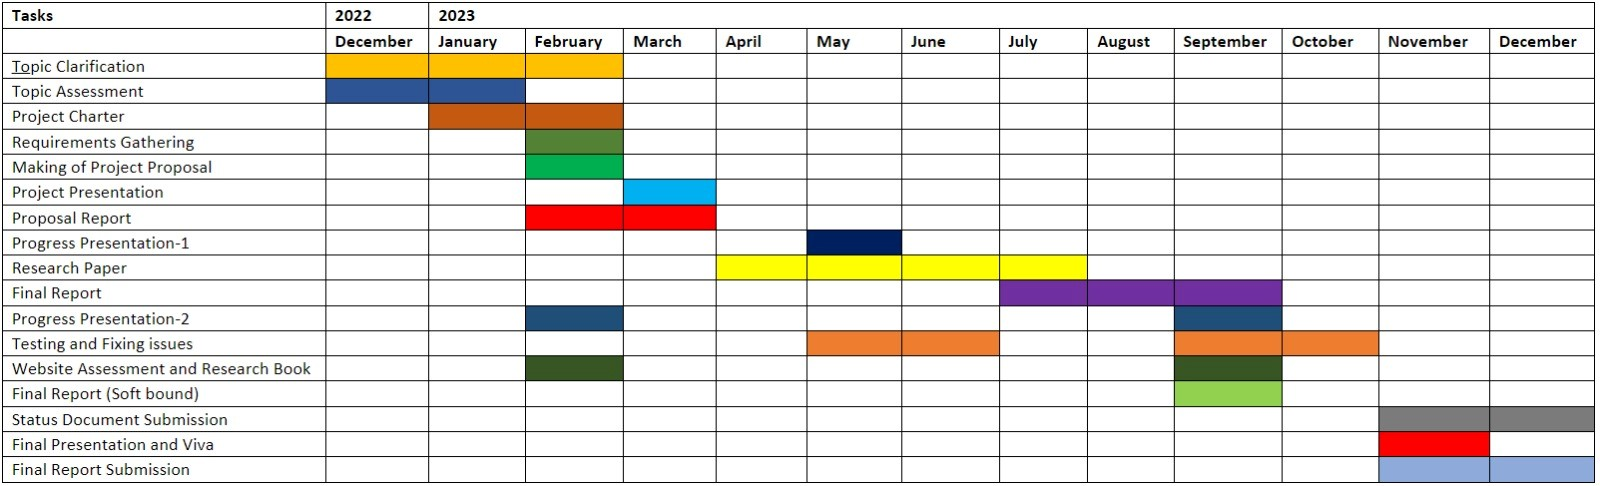 Tasks 2022 2023
December January February March April May June July August September October November December
Topic Clarification
Topic Assessment
Project Charter
Requirements Gathering
Making of Project Proposal
Project Presentation
Proposal Report
Progress Presentation-1
Research Paper
Final Report
Progress Presentation-2
Testing and Fixing issues
Website Assessment and Research Book
Final Report (Soft bound)
Status Document Submission
Final Presentation and Viva
Final Report Submission